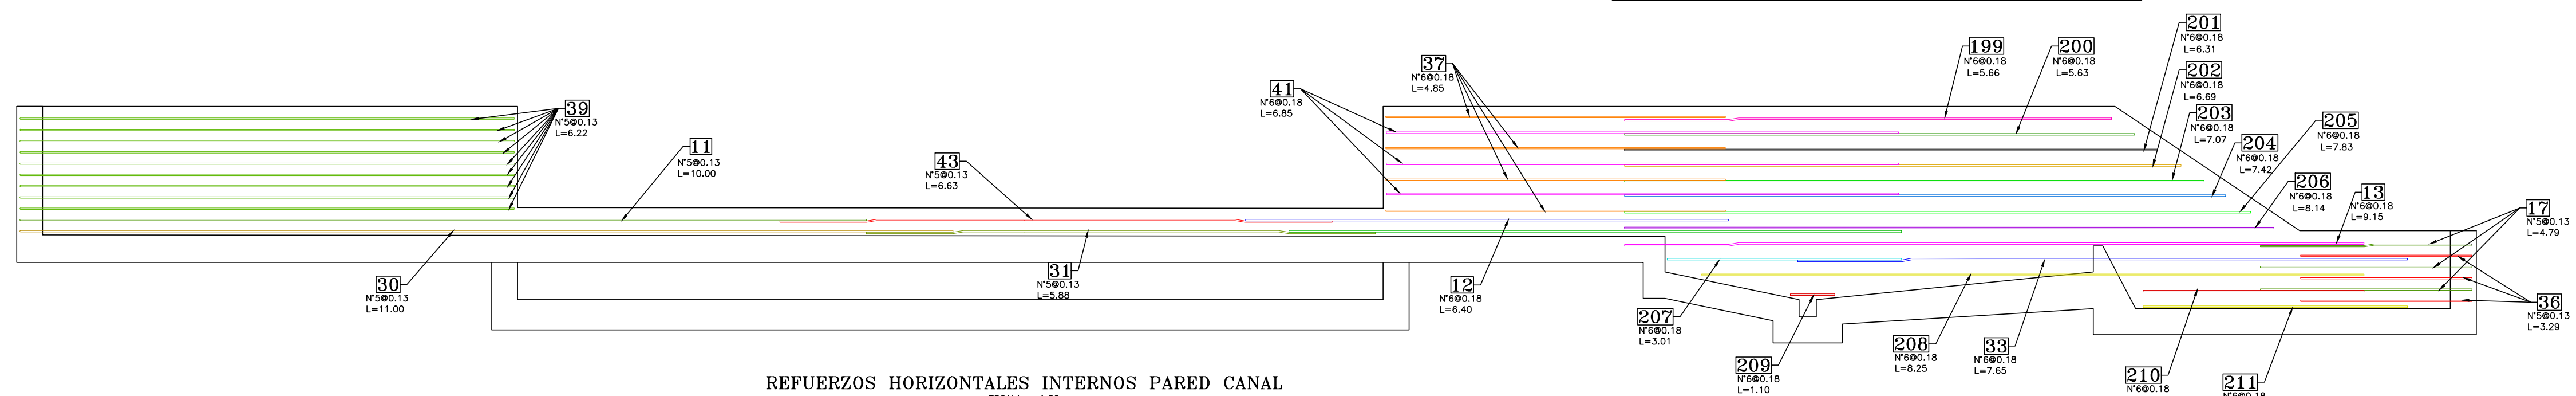 201
N°6@0.18
L=6.31
199
N°6@0.18
L=5.66
200
N°6@0.18
L=5.63
37
N°6@0.18
L=4.85
202
N°6@0.18
L=6.69
41
N°6@0.18
L=6.85
39
N°5@0.13
L=6.22
203
N°6@0.18
L=7.07
205
N°6@0.18
L=7.83
204
N°6@0.18
L=7.42
11
N°5@0.13
L=10.00
43
N°5@0.13
L=6.63
206
N°6@0.18
L=8.14
13
N°6@0.18
L=9.15
17
N°5@0.13
L=4.79
30
N°5@0.13
L=11.00
31
N°5@0.13
L=5.88
12
N°6@0.18
L=6.40
36
N°5@0.13
L=3.29
207
N°6@0.18
L=3.01
208
N°6@0.18
L=8.25
33
N°6@0.18
L=7.65
209
N°6@0.18
L=1.10
210
N°6@0.18
211
N°6@0.18
REFUERZOS HORIZONTALES INTERNOS PARED CANAL